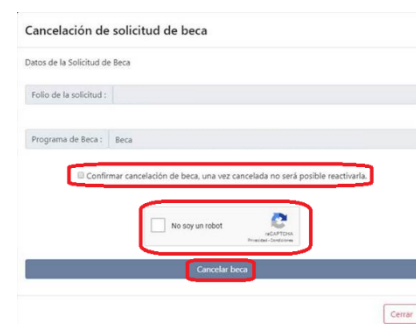 Cancelación de solicitud de beca
Datos de la Solicitud de Beca
Folio de la solicitud :
Programa de Beca : Beca
Confirmar cancelación de beca, una vez cancelada no será posible reactivarla.
No soy un robot
reCAPTCHA
Privacidad - Condiciones
Cancelar beca
Cerrar